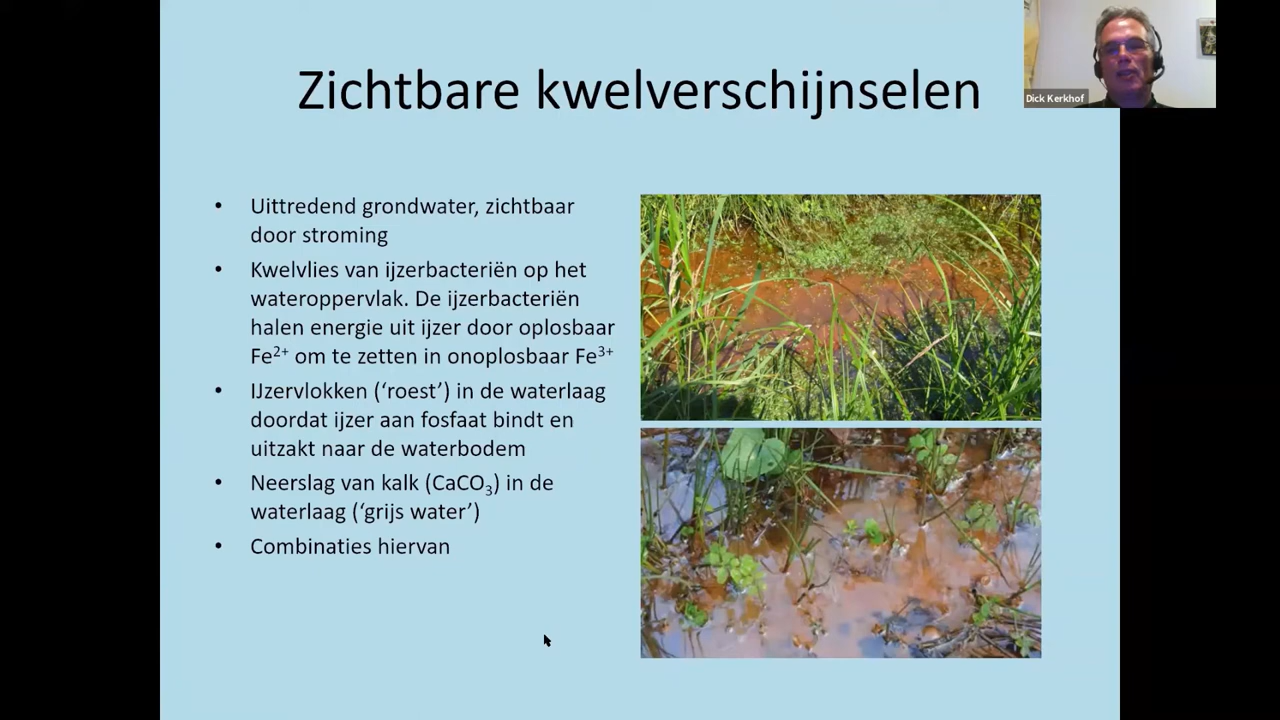 Zichtbare kwelverschijnselen
Dick Kerkhof
• Uittredend grondwater, zichtbaar
door stroming
• Kwelvlies van ijzerbacteriën op het
wateroppervlak. De ijzerbacteriën
halen energie uit ijzer door oplosbaar
Fe²⁺ om te zetten in onoplosbaar Fe³⁺
• IJzervlokken (‘roest’) in de waterlaag
doordat ijzer aan fosfaat bindt en
uitzakt naar de waterbodem
• Neerslag van kalk (CaCO₃) in de
waterlaag (‘grijs water’)
• Combinaties hiervan